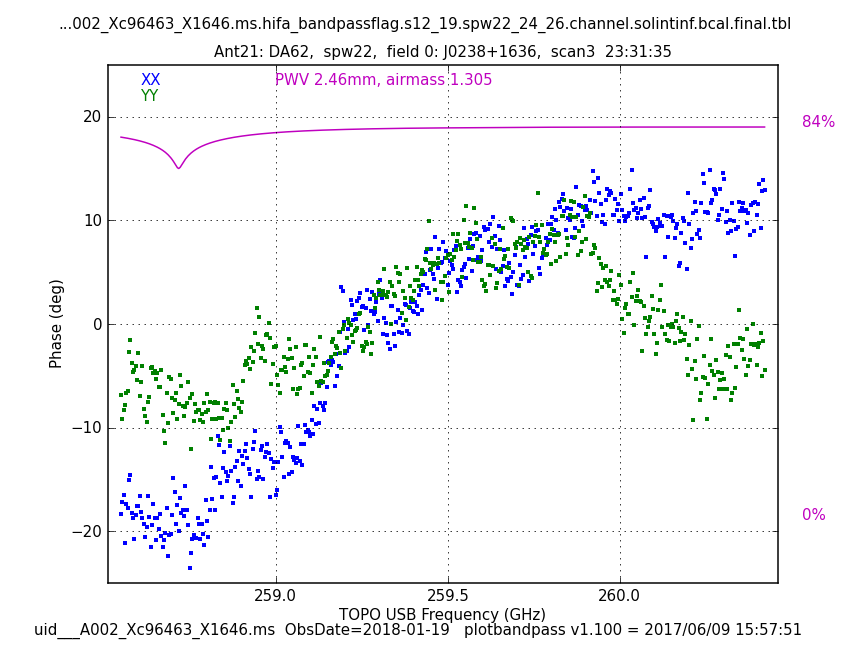 ...002_Xc96463_X1646.ms.hifa_bandpassflag.s12_19.spw22_24_26.channel.solintinf.bcal.final.tbl
Ant21: DA62, spw22, field 0: J0238+1636, scan3 23:31:35
XX
PWV 2.46mm, airmass 1.305
YY
20
84%
10
0
Phase (deg)
−10
0%
−20
259.0
259.5
260.0
TOPO USB Frequency (GHz)
uid___A002_Xc96463_X1646.ms ObsDate=2018-01-19 plotbandpass v1.100 = 2017/06/09 15:57:51